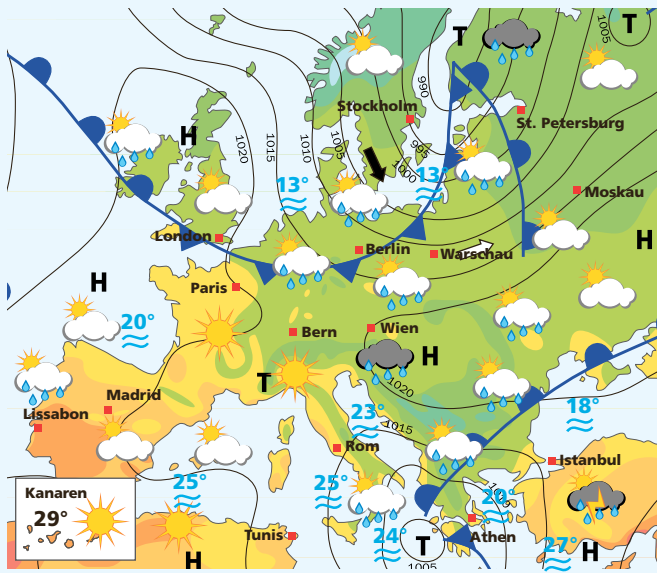 T
T
1005
990
Stockholm
995
St. Petersburg
H
1020
1015
1010
1005
1000
13°
13°
Moskau
London
Berlin
Warschau
H
H
Paris
20°
Bern
Wien
H
T
1020
Madrid
Lissabon
23°
1015
18°
Rom
Istanbul
25°
25°
20°
Kanaren
29°
24°
Athen
Tunis
T
27°
H
H
1005